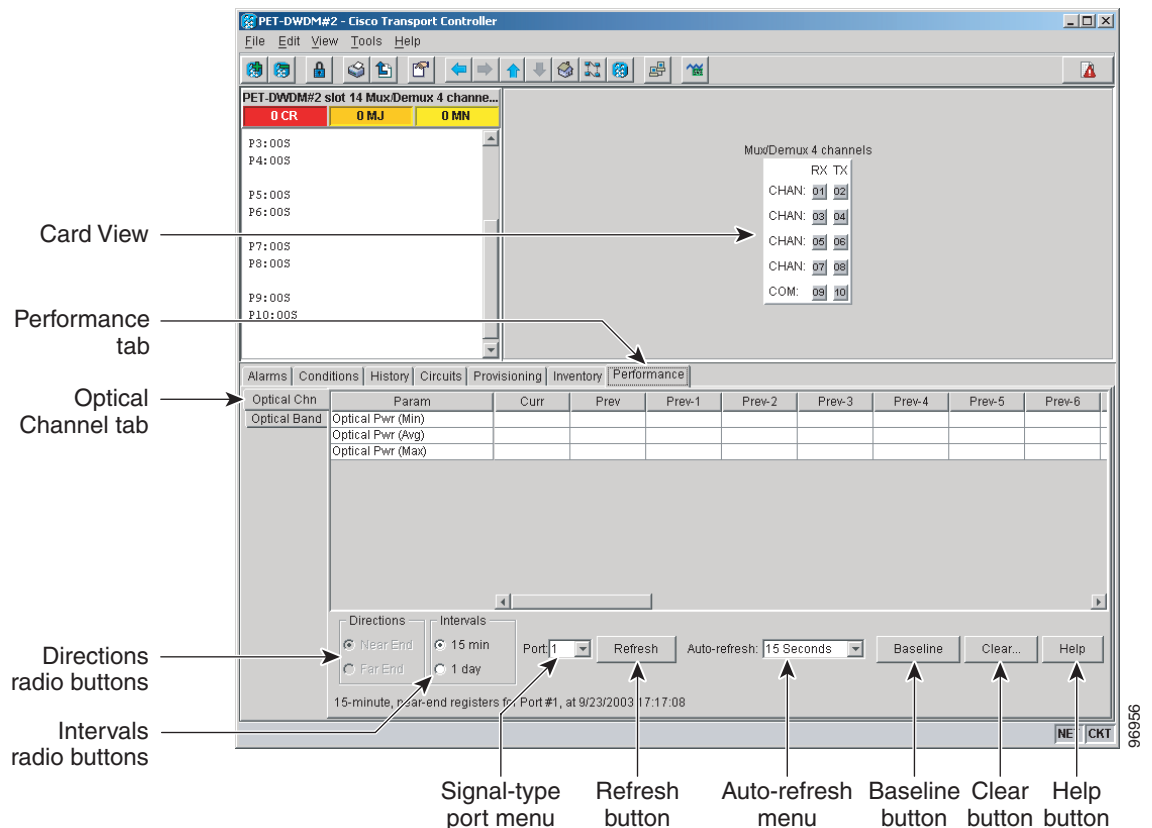 PET-DWDM#2 - Cisco Transport Controller
File Edit View Tools Help
PET-DWDM#2 slot 14 Mux/Demux 4 channe...
0 CR 0 MJ 0 MN
P3:OOS
P4:OOS
P5:OOS
P6:OOS
P7:OOS
P8:OOS
P9:OOS
P10:OOS
Mux/Demux 4 channels
RX TX
CHAN: 01 02
CHAN: 03 04
CHAN: 05 06
CHAN: 07 08
COM: 09 10
Card View
Performance
tab
Optical
Channel tab
Directions
radio buttons
Intervals
radio buttons
Alarms Conditions History Circuits Provisioning Inventory Performance
Optical Chn
Optical Band
Param Curr Prev Prev-1 Prev-2 Prev-3 Prev-4 Prev-5 Prev-6
Optical Pwr (Min)
Optical Pwr (Avg)
Optical Pwr (Max)
Directions
Near End
Far End
Intervals
15 min
1 day
Port: 1 Refresh Auto-refresh: 15 Seconds Baseline Clear... Help
15-minute, near-end registers for Port #1, at 9/23/2003 17:17:08
NET CKT
96956
Signal-type
port menu
Refresh
button
Auto-refresh
menu
Baseline
button
Clear
button
Help
button